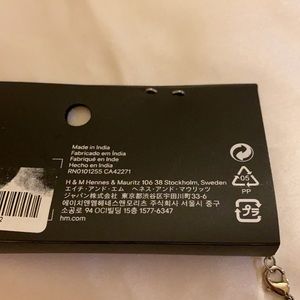 Made in India
Fabricado em Índia
Fabriqué en Inde
Hecho en India
RN0101255 CA42271
H & M Hennes & Mauritz 106 38 Stockholm, Sweden
エイチ・アンド・エム ヘネス・アンド・マウリッツ
ジャパン株式会社 東京都渋谷区宇田川町33-6
에이치앤엠헤네스앤모리츠 주식회사 서울시 중구
소공로 94 OCI빌딩 15층 1577-6347
hm.com
05
PP
プラ